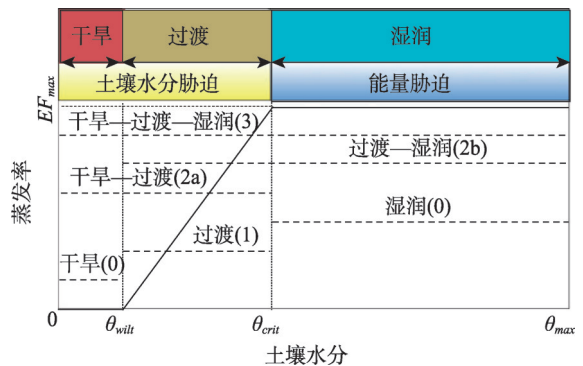 干旱 过渡 湿润
土壤水分胁迫 能量胁迫
EFmax
干旱—过渡—湿润(3)
过渡—湿润(2b)
干旱—过渡(2a)
湿润(0)
过渡(1)
干旱(0)
蒸发率
0 θwilt θcrit θmax
土壤水分